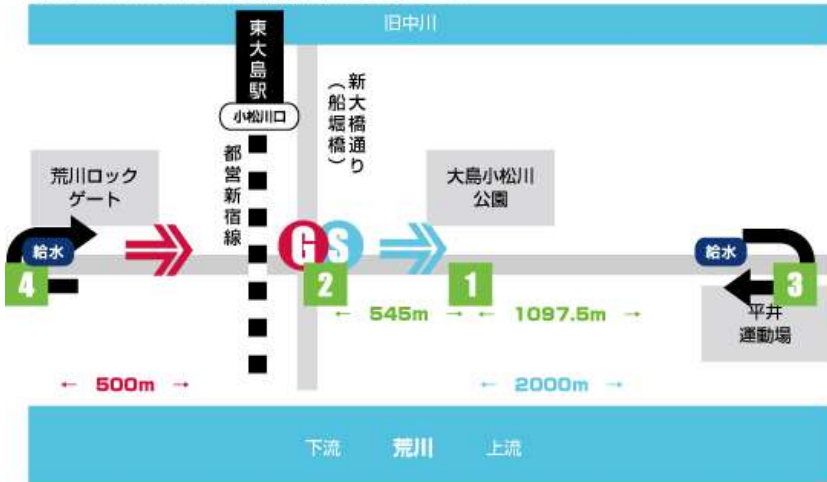 旧中川
東大島駅
小松川口
新大橋通り
（船堀橋）
都営新宿線
荒川ロック
ゲート
大島小松川
公園
給水
G
S
給水
4
2
1
3
← 545m →
← 1097.5m →
平井
運動場
← 500m →
← 2000m →
下流
荒川
上流